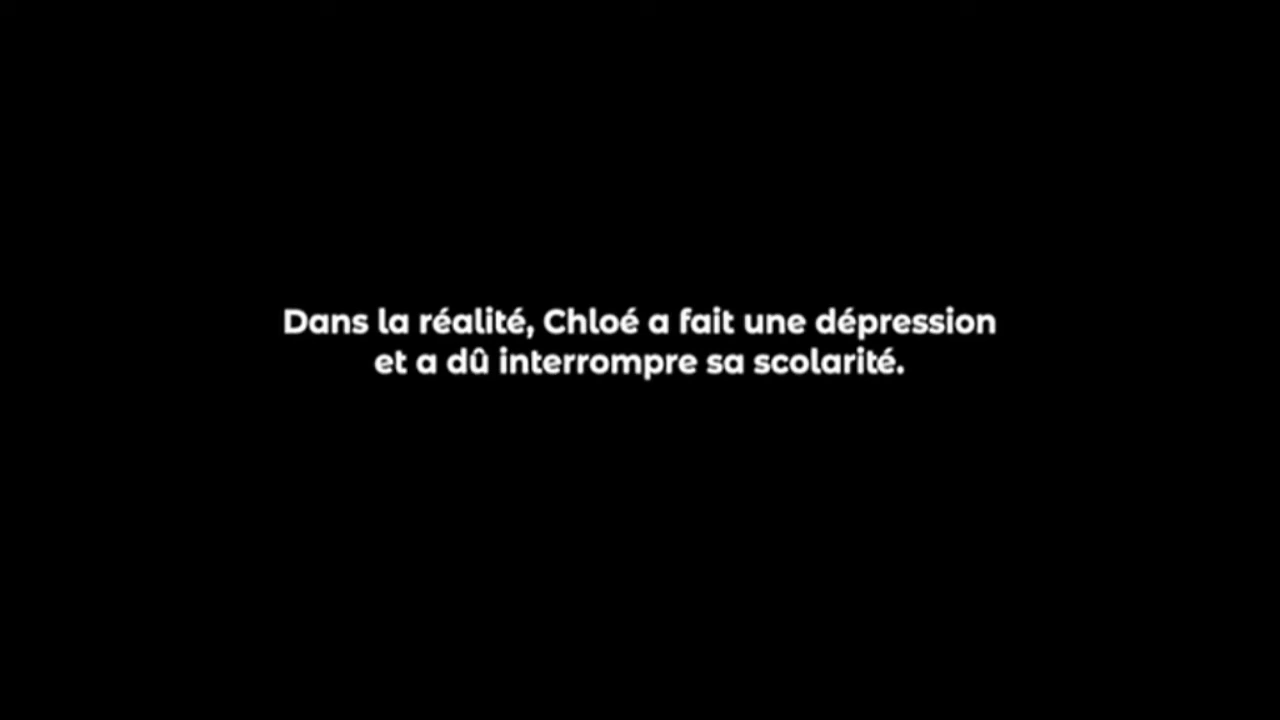 Dans la réalité, Chloé a fait une dépression
et a dû interrompre sa scolarité.